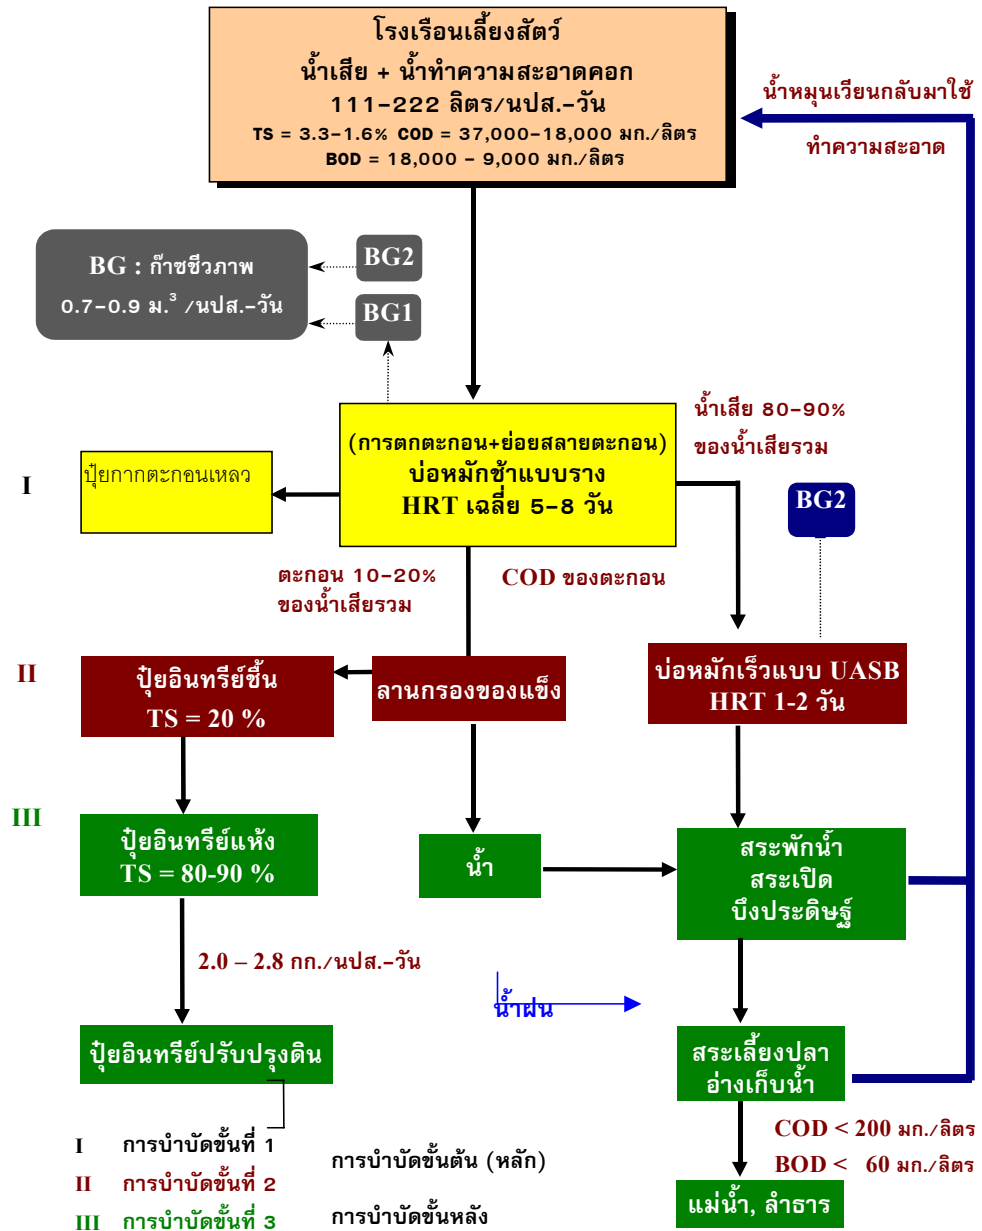 โรงเรือนเลี้ยงสัตว์
น้ำเสีย + น้ำทำความสะอาดคอก
111-222 ลิตร/นปส.-วัน
TS = 3.3-1.6% COD = 37,000-18,000 มก./ลิตร
BOD = 18,000 - 9,000 มก./ลิตร
น้ำหมุนเวียนกลับมาใช้
ทำความสะอาด
BG : ก๊าซชีวภาพ
0.7-0.9 ม.³ /นปส.-วัน
BG2
BG1
น้ำเสีย 80-90%
ของน้ำเสียรวม
(การตกตะกอน+ย่อยสลายตะกอน)
บ่อหมักช้าแบบราง
HRT เฉลี่ย 5-8 วัน
I
ปุ๋ยกากตะกอนเหลว
BG2
ตะกอน 10-20%
ของน้ำเสียรวม
COD ของตะกอน
II
ปุ๋ยอินทรีย์ชื้น
TS = 20 %
ลานกรองของแข็ง
บ่อหมักเร็วแบบ UASB
HRT 1-2 วัน
III
ปุ๋ยอินทรีย์แห้ง
TS = 80-90 %
น้ำ
สระพักน้ำ
สระเปิด
บึงประดิษฐ์
2.0 – 2.8 กก./นปส.-วัน
น้ำฝน
ปุ๋ยอินทรีย์ปรับปรุงดิน
สระเลี้ยงปลา
อ่างเก็บน้ำ
COD < 200 มก./ลิตร
BOD < 60 มก./ลิตร
แม่น้ำ, ลำธาร
I การบำบัดขั้นที่ 1
การบำบัดขั้นต้น (หลัก)
II การบำบัดขั้นที่ 2
III การบำบัดขั้นที่ 3
การบำบัดขั้นหลัง